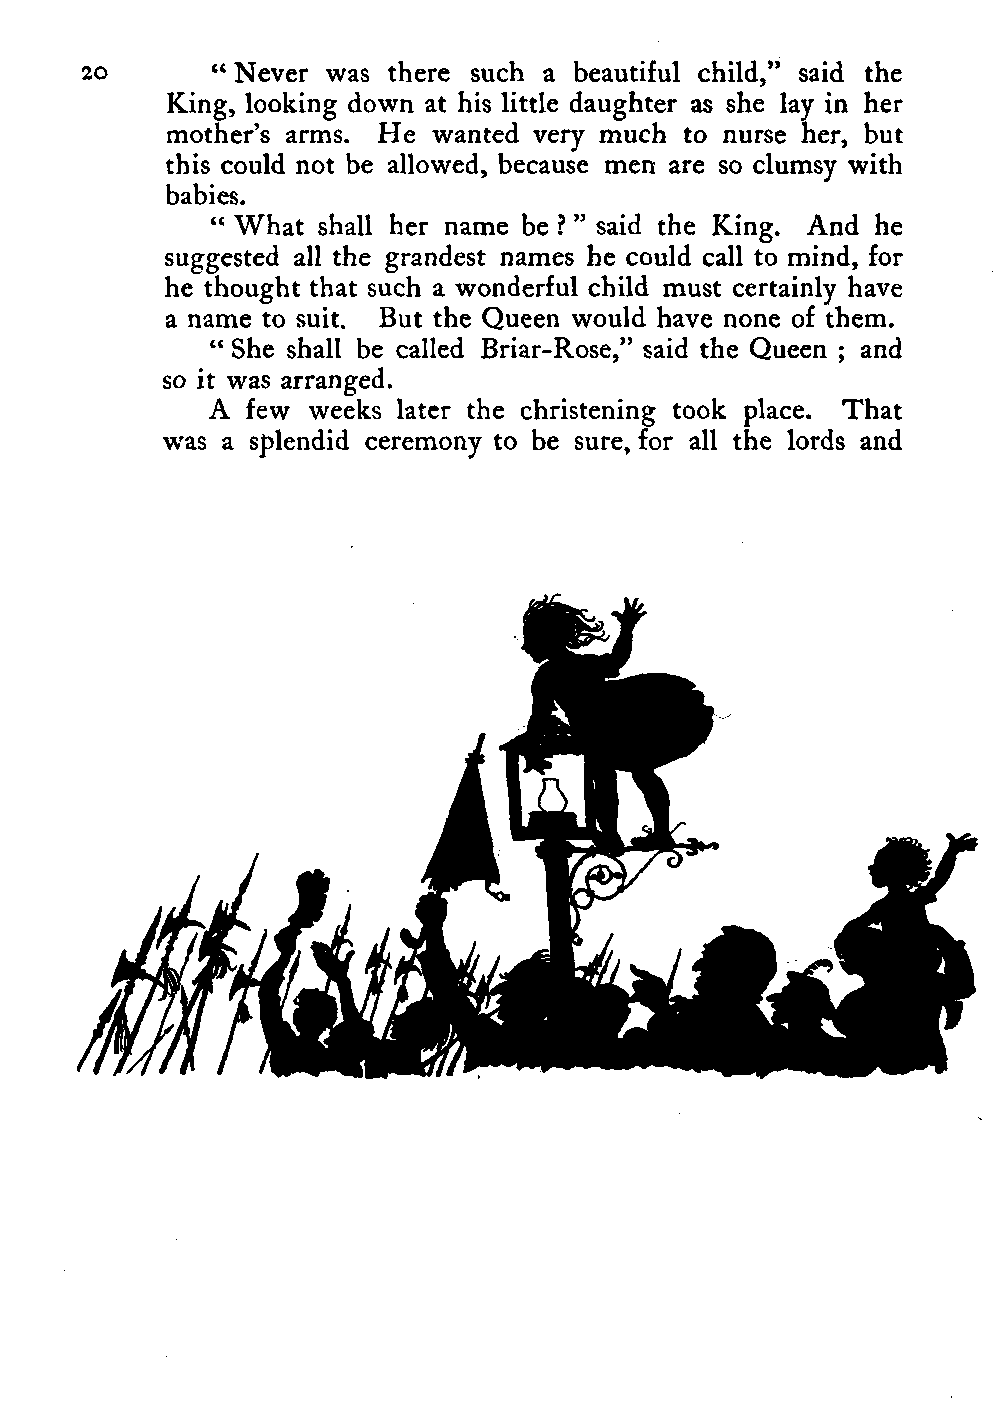 20 “ Never was there such a beautiful child,” said the
King, looking down at his little daughter as she lay in her
mother’s arms. He wanted very much to nurse her, but
this could not be allowed, because men are so clumsy with
babies.
“ What shall her name be ? ” said the King. And he
suggested all the grandest names he could call to mind, for
he thought that such a wonderful child must certainly have
a name to suit. But the Queen would have none of them.
“ She shall be called Briar-Rose,” said the Queen ; and
so it was arranged.
A few weeks later the christening took place. That
was a splendid ceremony to be sure, for all the lords and